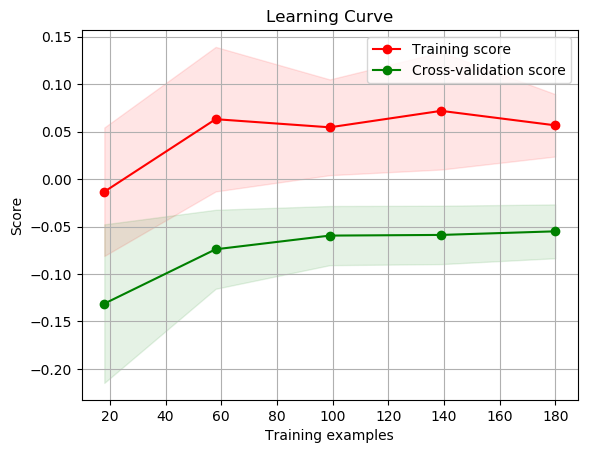 Learning Curve
Training score
Cross-validation score
0.15
0.10
0.05
0.00
−0.05
−0.10
−0.15
−0.20
Score
20 40 60 80 100 120 140 160 180
Training examples